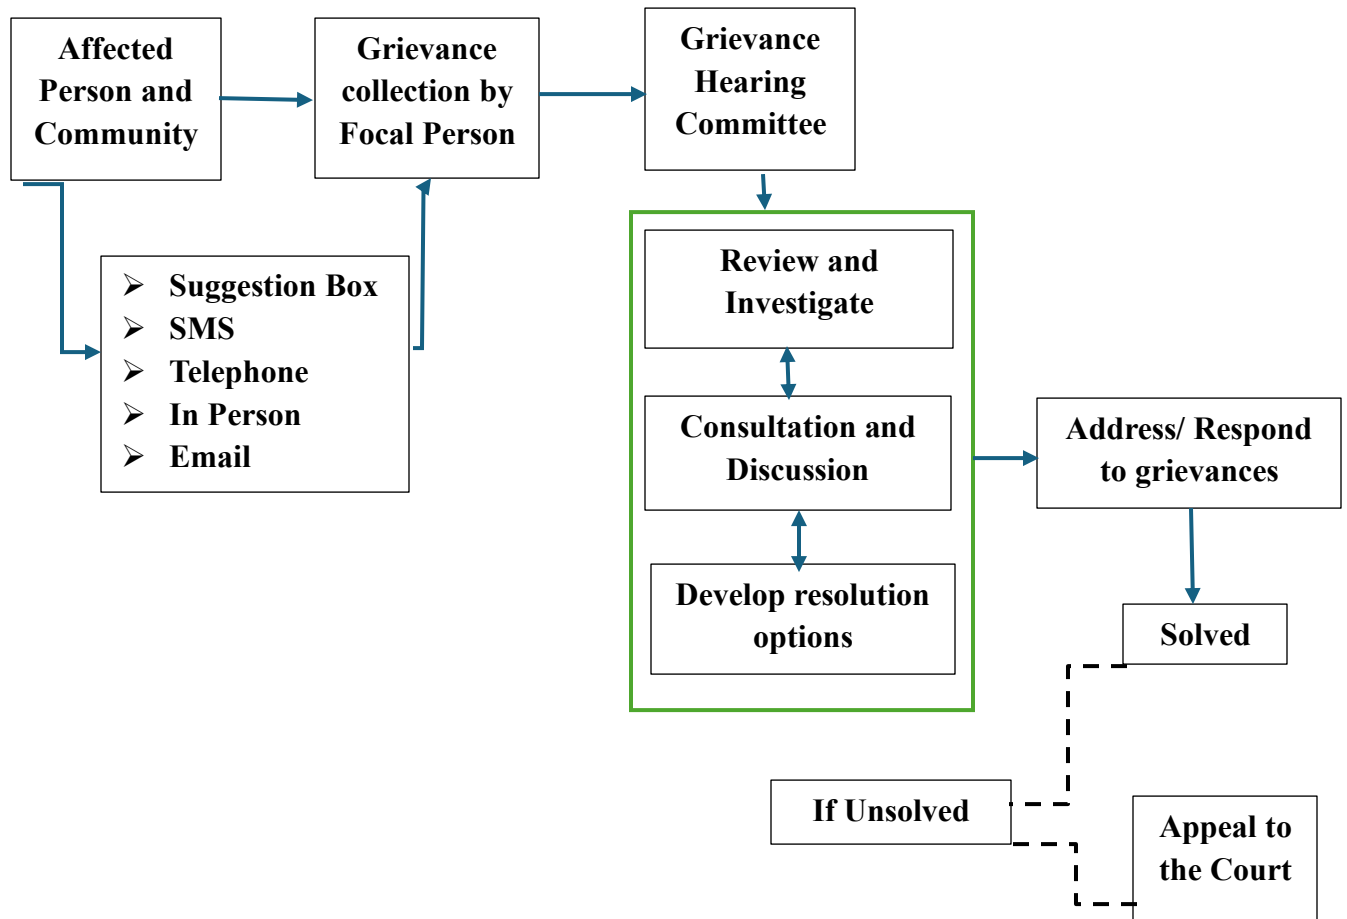 Affected
Person and
Community
Grievance
collection by
Focal Person
Grievance
Hearing
Committee
➢ Suggestion Box
➢ SMS
➢ Telephone
➢ In Person
➢ Email
Review and
Investigate
Consultation and
Discussion
Develop resolution
options
Address/ Respond
to grievances
Solved
If Unsolved
Appeal to
the Court